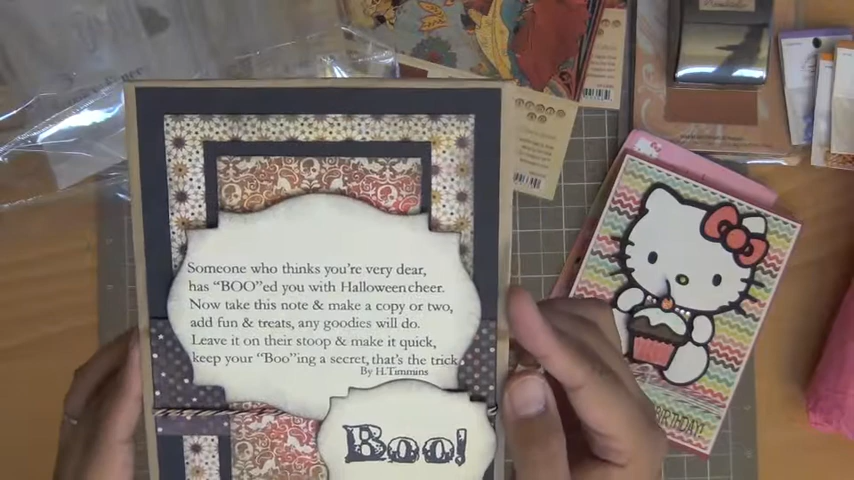 Someone who thinks you're very dear,
has "BOO"ed you with Halloween cheer.
Now take this note & make a copy or two,
add fun & treats, any goodies will do.
Leave it on their stoop & make it quick,
keep your "Boo"ing a secret, that's the trick
By H.Timmins
Boo!
BIRTHDAY!